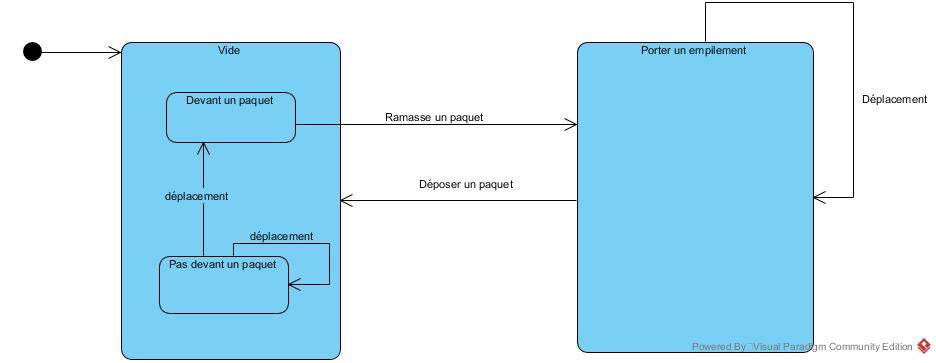 Vide
Porter un empilement
Devant un paquet
Déplacement
Ramasse un paquet
Déposer un paquet
déplacement
déplacement
Pas devant un paquet
Powered By Visual Paradigm Community Edition